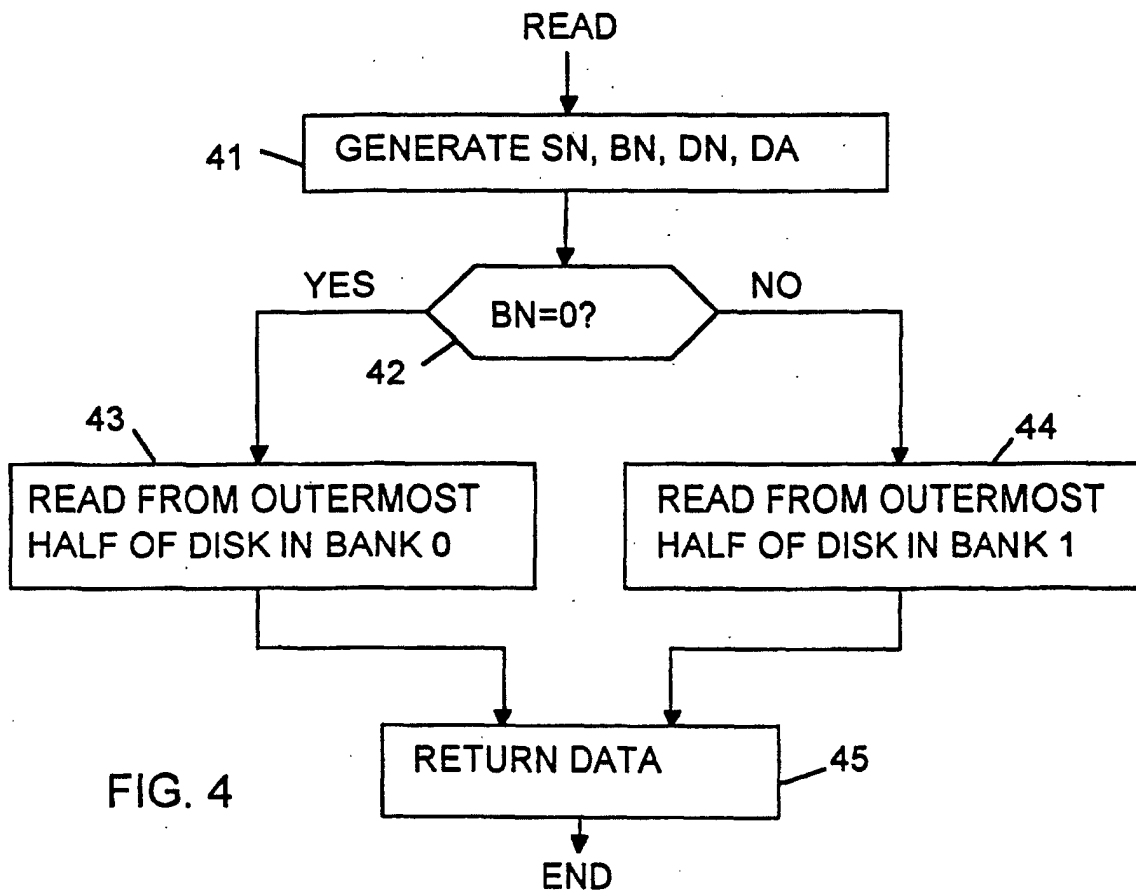 READ
41
GENERATE SN, BN, DN, DA
YES
NO
BN=0?
42
43
44
READ FROM OUTERMOST
HALF OF DISK IN BANK 0
READ FROM OUTERMOST
HALF OF DISK IN BANK 1
RETURN DATA
45
FIG. 4
END